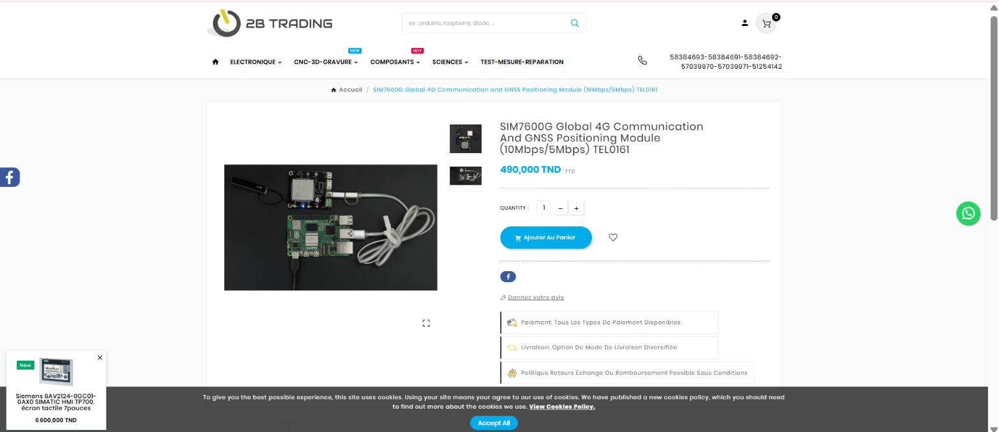 2B TRADING
ex : arduino, raspberry, diode, ...
0
NEW
HOT
ELECTRONIQUE
CNC-3D-GRAVURE
COMPOSANTS
SCIENCES
TEST-MESURE-REPARATION
58384693-58384691-58384692-
57039970-57039971-51254142
Accueil / SIM7600G Global 4G Communication and GNSS Positioning Module (10Mbps/5Mbps) TEL0161
SIM7600G Global 4G Communication
And GNSS Positioning Module
(10Mbps/5Mbps) TEL0161
490,000 TND TTC
QUANTITY : 1 − +
Ajouter Au Panier
Donnez votre avis
Paiement: Tous Les Types De Paiement Disponibles
Livraison: Option De Mode De Livraison Diversifiée
Politique Retours Echange Ou Remboursement Possible Sous Conditions
New
Siemens 6AV2124-0GC01-
0AX0 SIMATIC HMI TP700,
écran tactile 7pouces
6 600,000 TND
To give you the best possible experience, this site uses cookies. Using your site means your agree to our use of cookies. We have published a new cookies policy, which you should need
to find out more about the cookies we use. View Cookies Policy.
Accept All